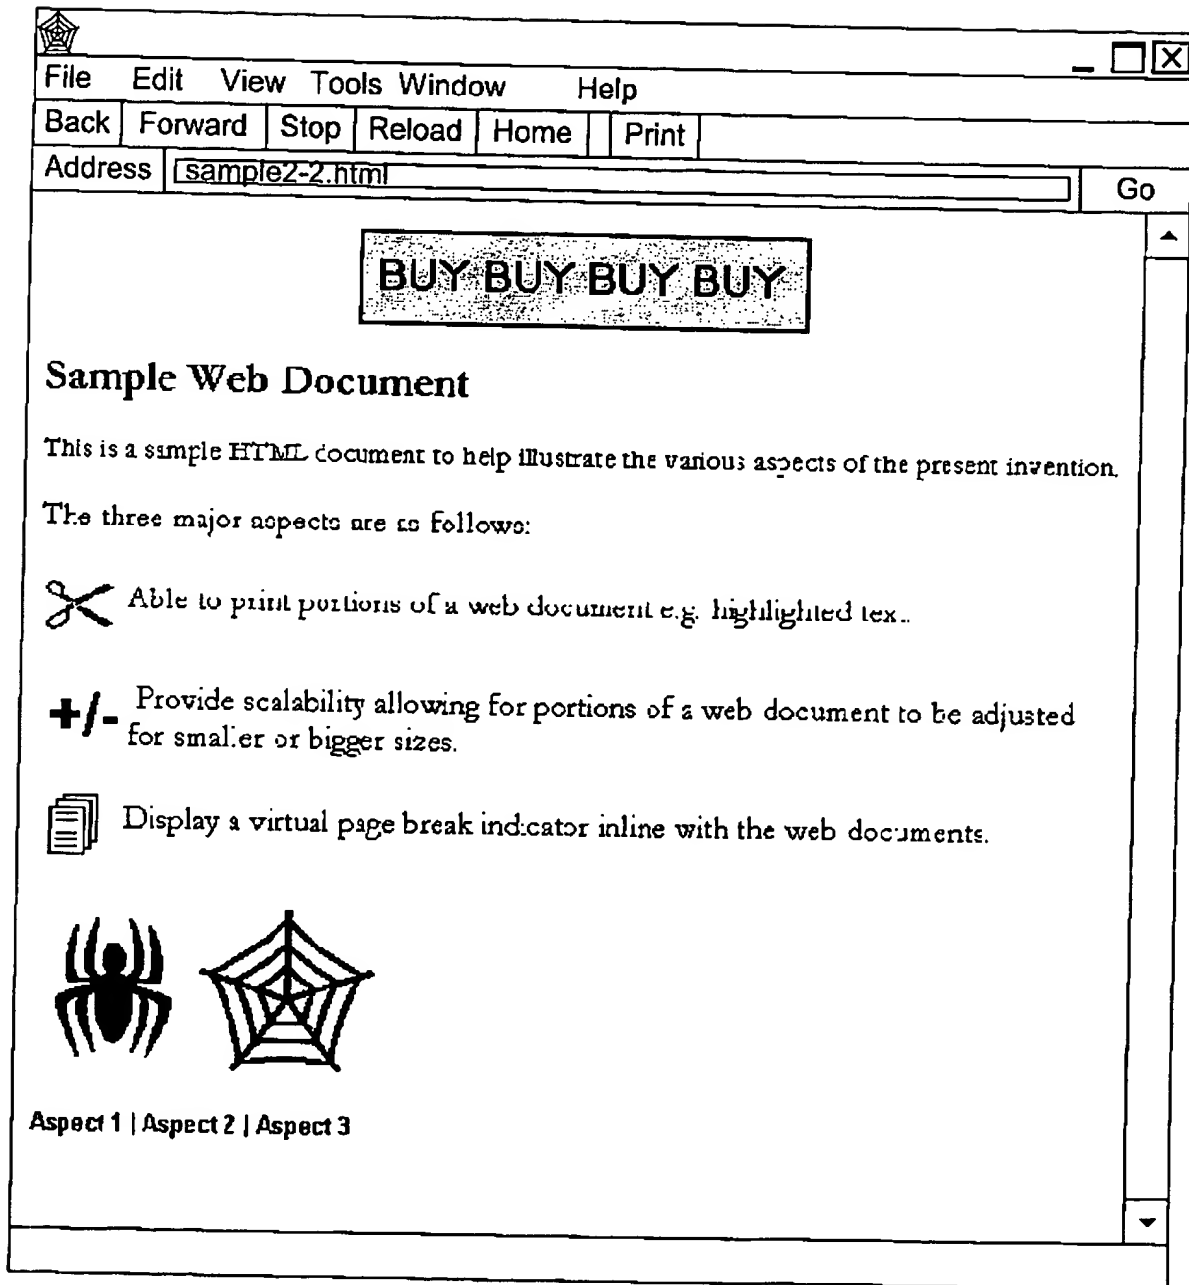 File Edit View Tools Window Help
Back Forward Stop Reload Home Print
Address sample2-2.html Go
BUY BUY BUY BUY
Sample Web Document
This is a sample HTML document to help illustrate the various aspects of the present invention.
The three major aspects are as follows:
Able to print portions of a web document e.g. highlighted text.
+/- Provide scalability allowing for portions of a web document to be adjusted
for smaller or bigger sizes.
Display a virtual page break indicator inline with the web documents.
Aspect 1 | Aspect 2 | Aspect 3